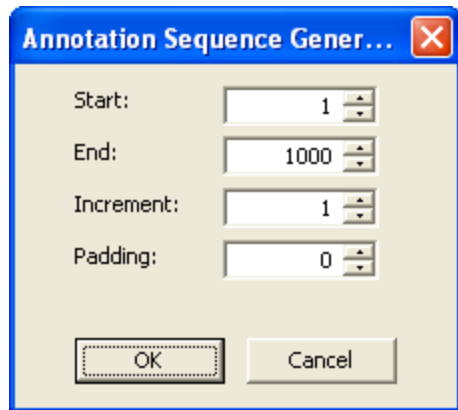 Annotation Sequence Gener...
Start: 1
End: 1000
Increment: 1
Padding: 0
OK Cancel